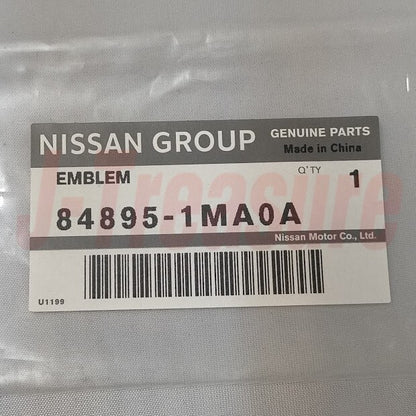 NISSAN GROUP GENUINE PARTS
Made in China
EMBLEM Q'TY 1
84895-1MA0A
Nissan Motor Co., Ltd.
U1199
J-Treasure